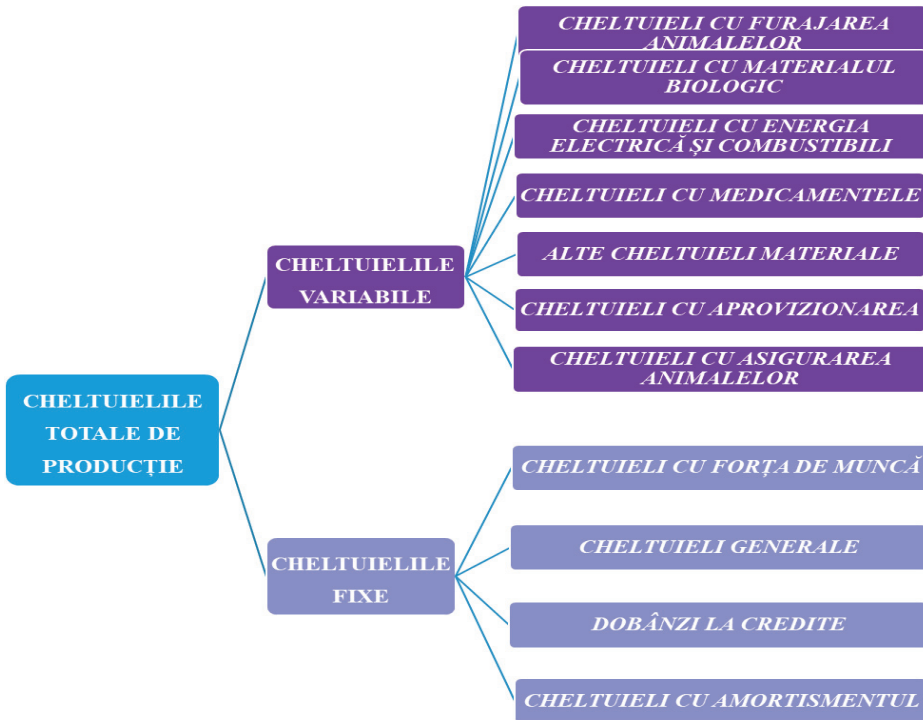 CHELTUIELILE
TOTALE DE
PRODUCȚIE
CHELTUIELILE
VARIABILE
CHELTUIELI CU FURAJAREA
ANIMALELOR
CHELTUIELI CU MATERIALUL
BIOLOGIC
CHELTUIELI CU ENERGIA
ELECTRICĂ ȘI COMBUSTIBILI
CHELTUIELI CU MEDICAMENTELE
ALTE CHELTUIELI MATERIALE
CHELTUIELI CU APROVIZIONAREA
CHELTUIELI CU ASIGURAREA
ANIMALELOR
CHELTUIELILE
FIXE
CHELTUIELI CU FORȚA DE MUNCĂ
CHELTUIELI GENERALE
DOBÂNZI LA CREDITE
CHELTUIELI CU AMORTISMENTUL